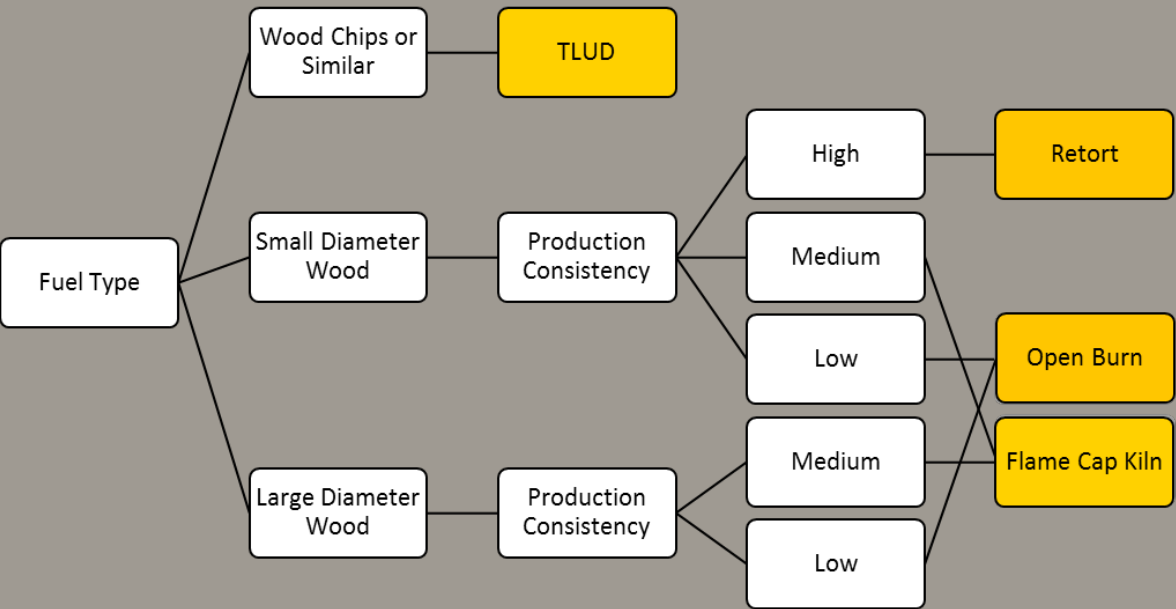 Wood Chips or
Similar
TLUD
High
Retort
Fuel Type
Small Diameter
Wood
Production
Consistency
Medium
Low
Open Burn
Large Diameter
Wood
Production
Consistency
Medium
Flame Cap Kiln
Low